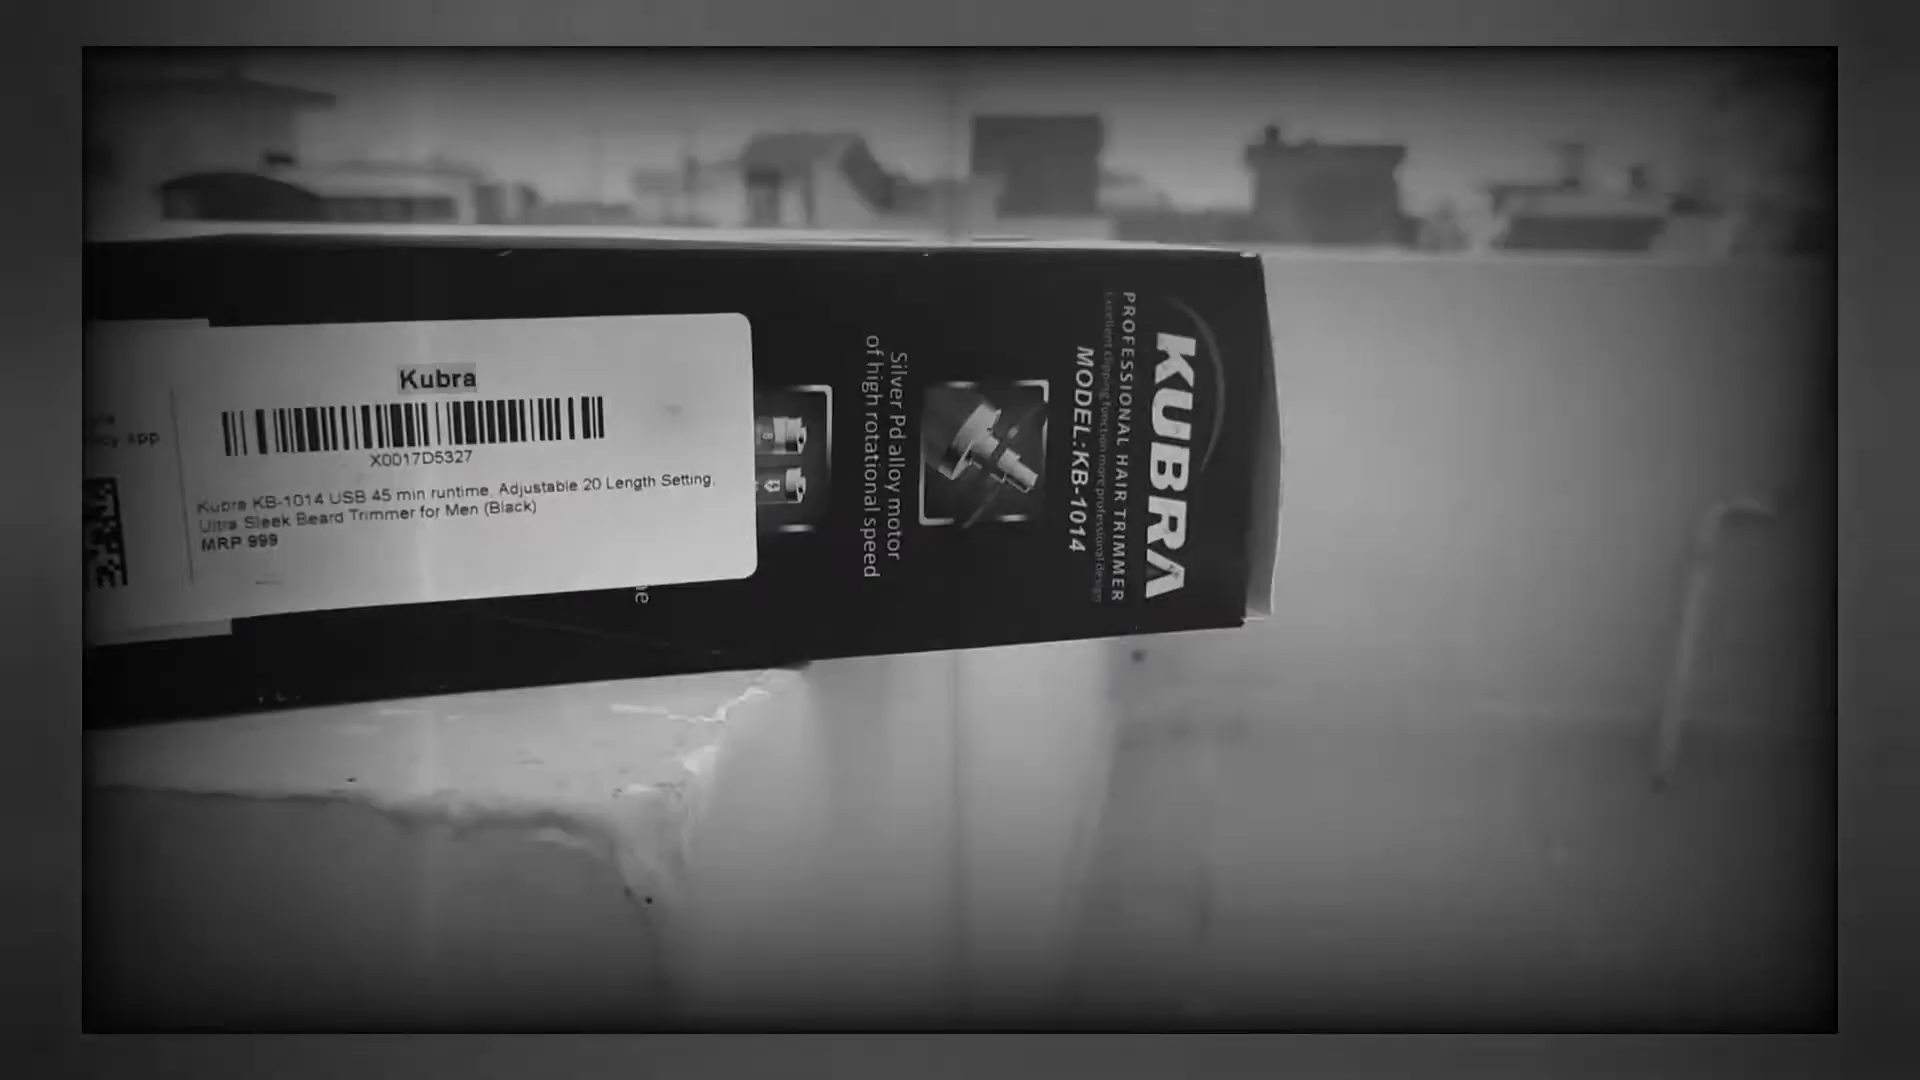 Kubra
X0017D5327
Kubra KB-1014 USB 45 min runtime, Adjustable 20 Length Setting,
Ultra Sleek Beard Trimmer for Men (Black)
MRP 999
app
KUBRA
PROFESSIONAL HAIR TRIMMER
Excellent clipping function more professional design
MODEL:KB-1014
Silver Pd alloy motor
of high rotational speed